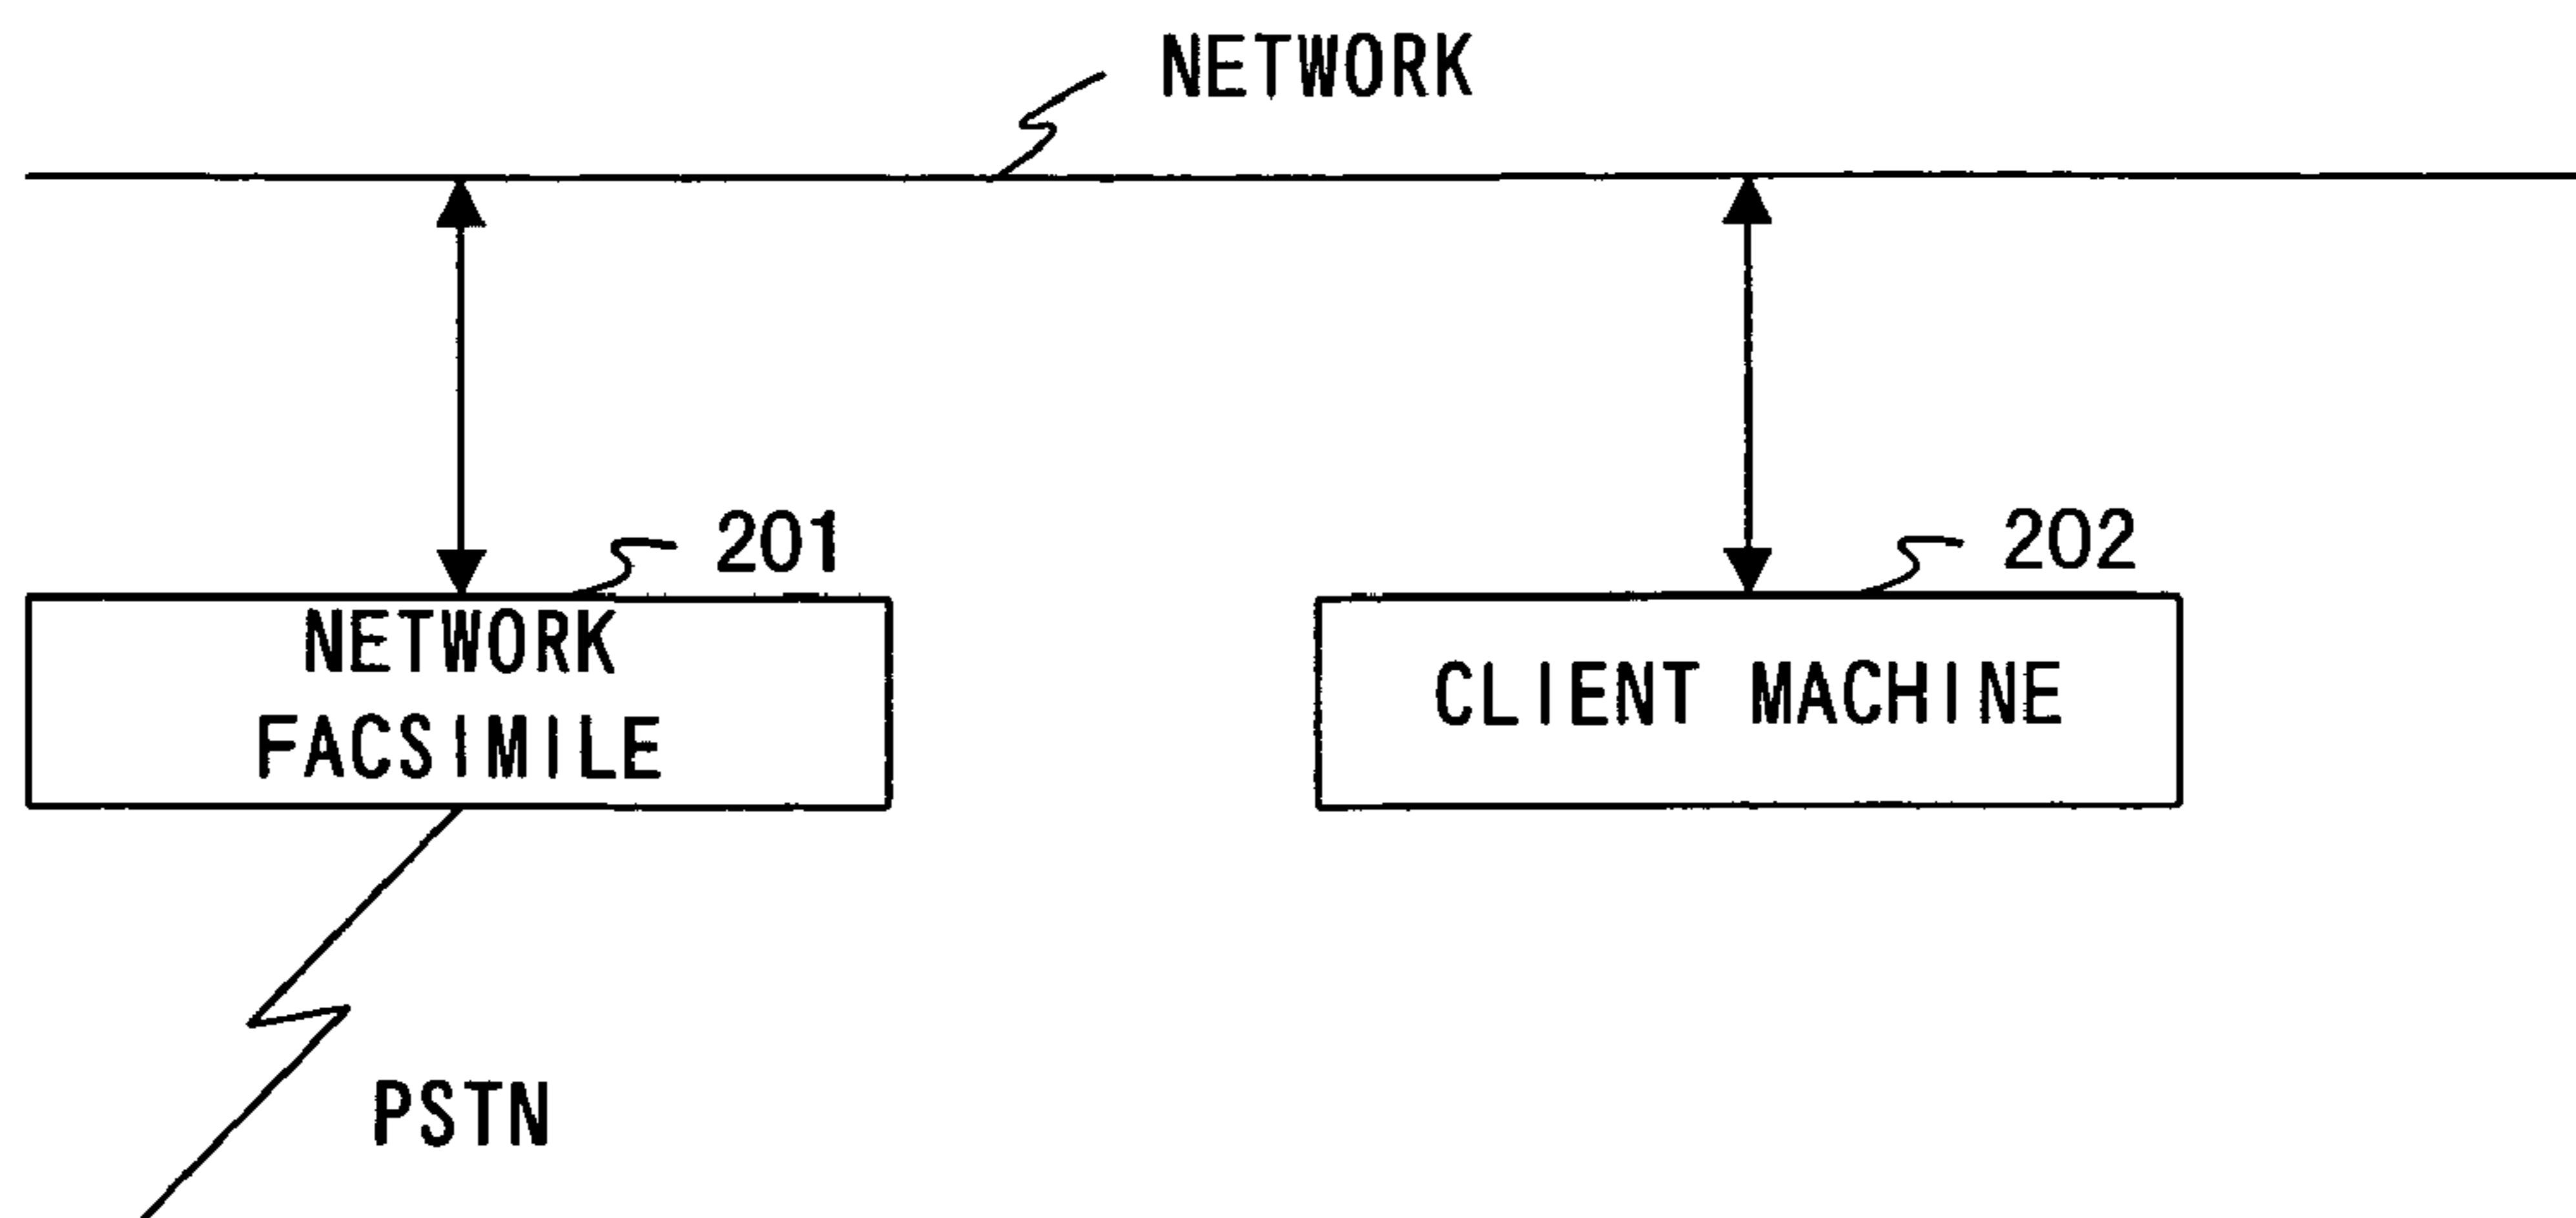 NETWORK
201
202
NETWORK
FACSIMILE
CLIENT MACHINE
PSTN